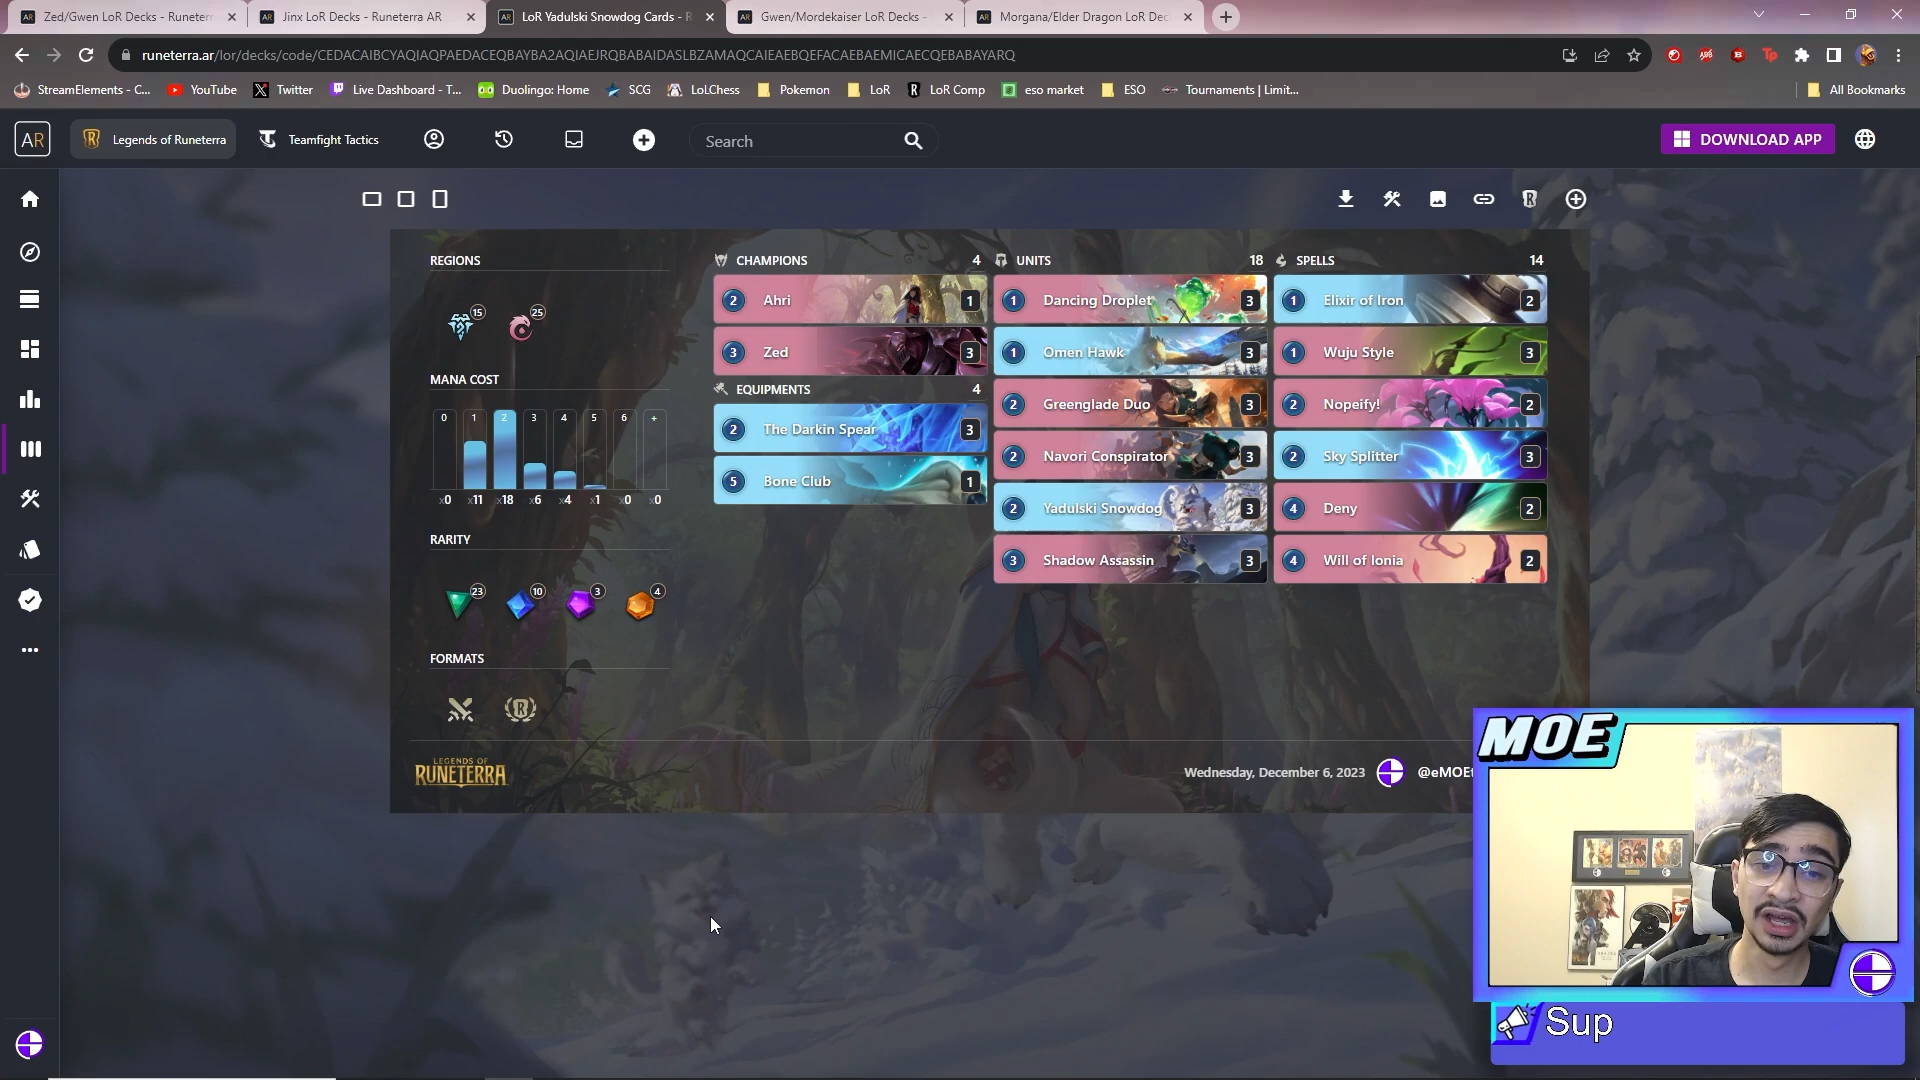 Zed/Gwen LoR Decks - Runeterr
Jinx LoR Decks - Runeterra AR
LoR Yadulski Snowdog Cards - R
Gwen/Mordekaiser LoR Decks -
Morgana/Elder Dragon LoR Dec
runeterra.ar/lor/decks/code/CEDACAIBCYAQIAQPAEDACEQBAYBA2AQIAEJRQBABAIDASLBZAMAQCAIEAEBQEFACAEBAEMICAECQEBABAYARQ
StreamElements - C...
YouTube
Twitter
Live Dashboard - T...
Duolingo: Home
SCG
LoLChess
Pokemon
LoR
LoR Comp
eso market
ESO
Tournaments | Limit...
All Bookmarks
AR
Legends of Runeterra
Teamfight Tactics
Search
DOWNLOAD APP
REGIONS
15
25
MANA COST
0 1 2 3 4 5 6 +
x0 x11 x18 x6 x4 x1 x0 x0
RARITY
23 10 3 4
FORMATS
CHAMPIONS 4
2 Ahri 1
3 Zed 3
EQUIPMENTS 4
2 The Darkin Spear 3
5 Bone Club 1
UNITS 18
1 Dancing Droplet 3
1 Omen Hawk 3
2 Greenglade Duo 3
2 Navori Conspirator 3
2 Yadulski Snowdog 3
3 Shadow Assassin 3
SPELLS 14
1 Elixir of Iron 2
1 Wuju Style 3
2 Nopeify! 2
2 Sky Splitter 3
4 Deny 2
4 Will of Ionia 2
LEGENDS OF
RUNETERRA
Wednesday, December 6, 2023
@eMOEt
MOE
Sup